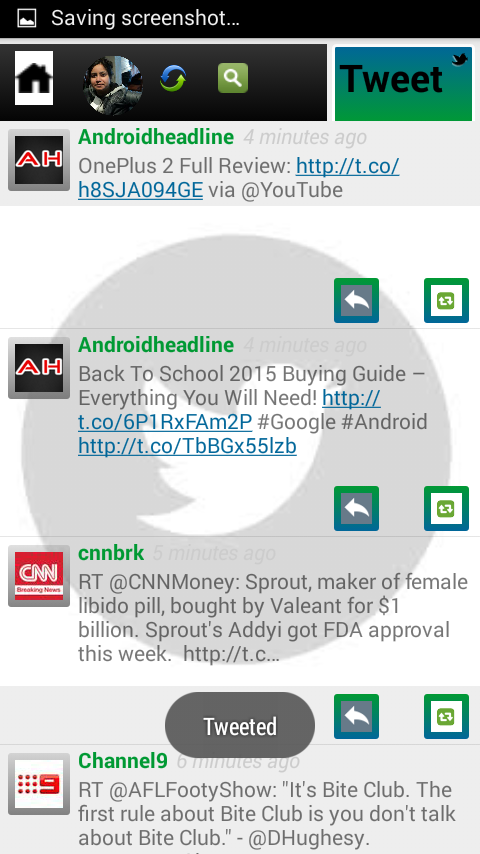 Saving screenshot...
Tweet
Androidheadline 4 minutes ago
OnePlus 2 Full Review: http://t.co/
h8SJA094GE via @YouTube
AH
Androidheadline 4 minutes ago
Back To School 2015 Buying Guide –
Everything You Will Need! http://
t.co/6P1RxFAm2P #Google #Android
http://t.co/TbBGx55lzb
AH
cnnbrk 5 minutes ago
RT @CNNMoney: Sprout, maker of female
libido pill, bought by Valeant for $1
billion. Sprout's Addyi got FDA approval
this week.  http://t.c…
CNN
Breaking News
Tweeted
Channel9 6 minutes ago
RT @AFLFootyShow: "It's Bite Club. The
first rule about Bite Club is you don't talk
about Bite Club." - @DHughesy.
9